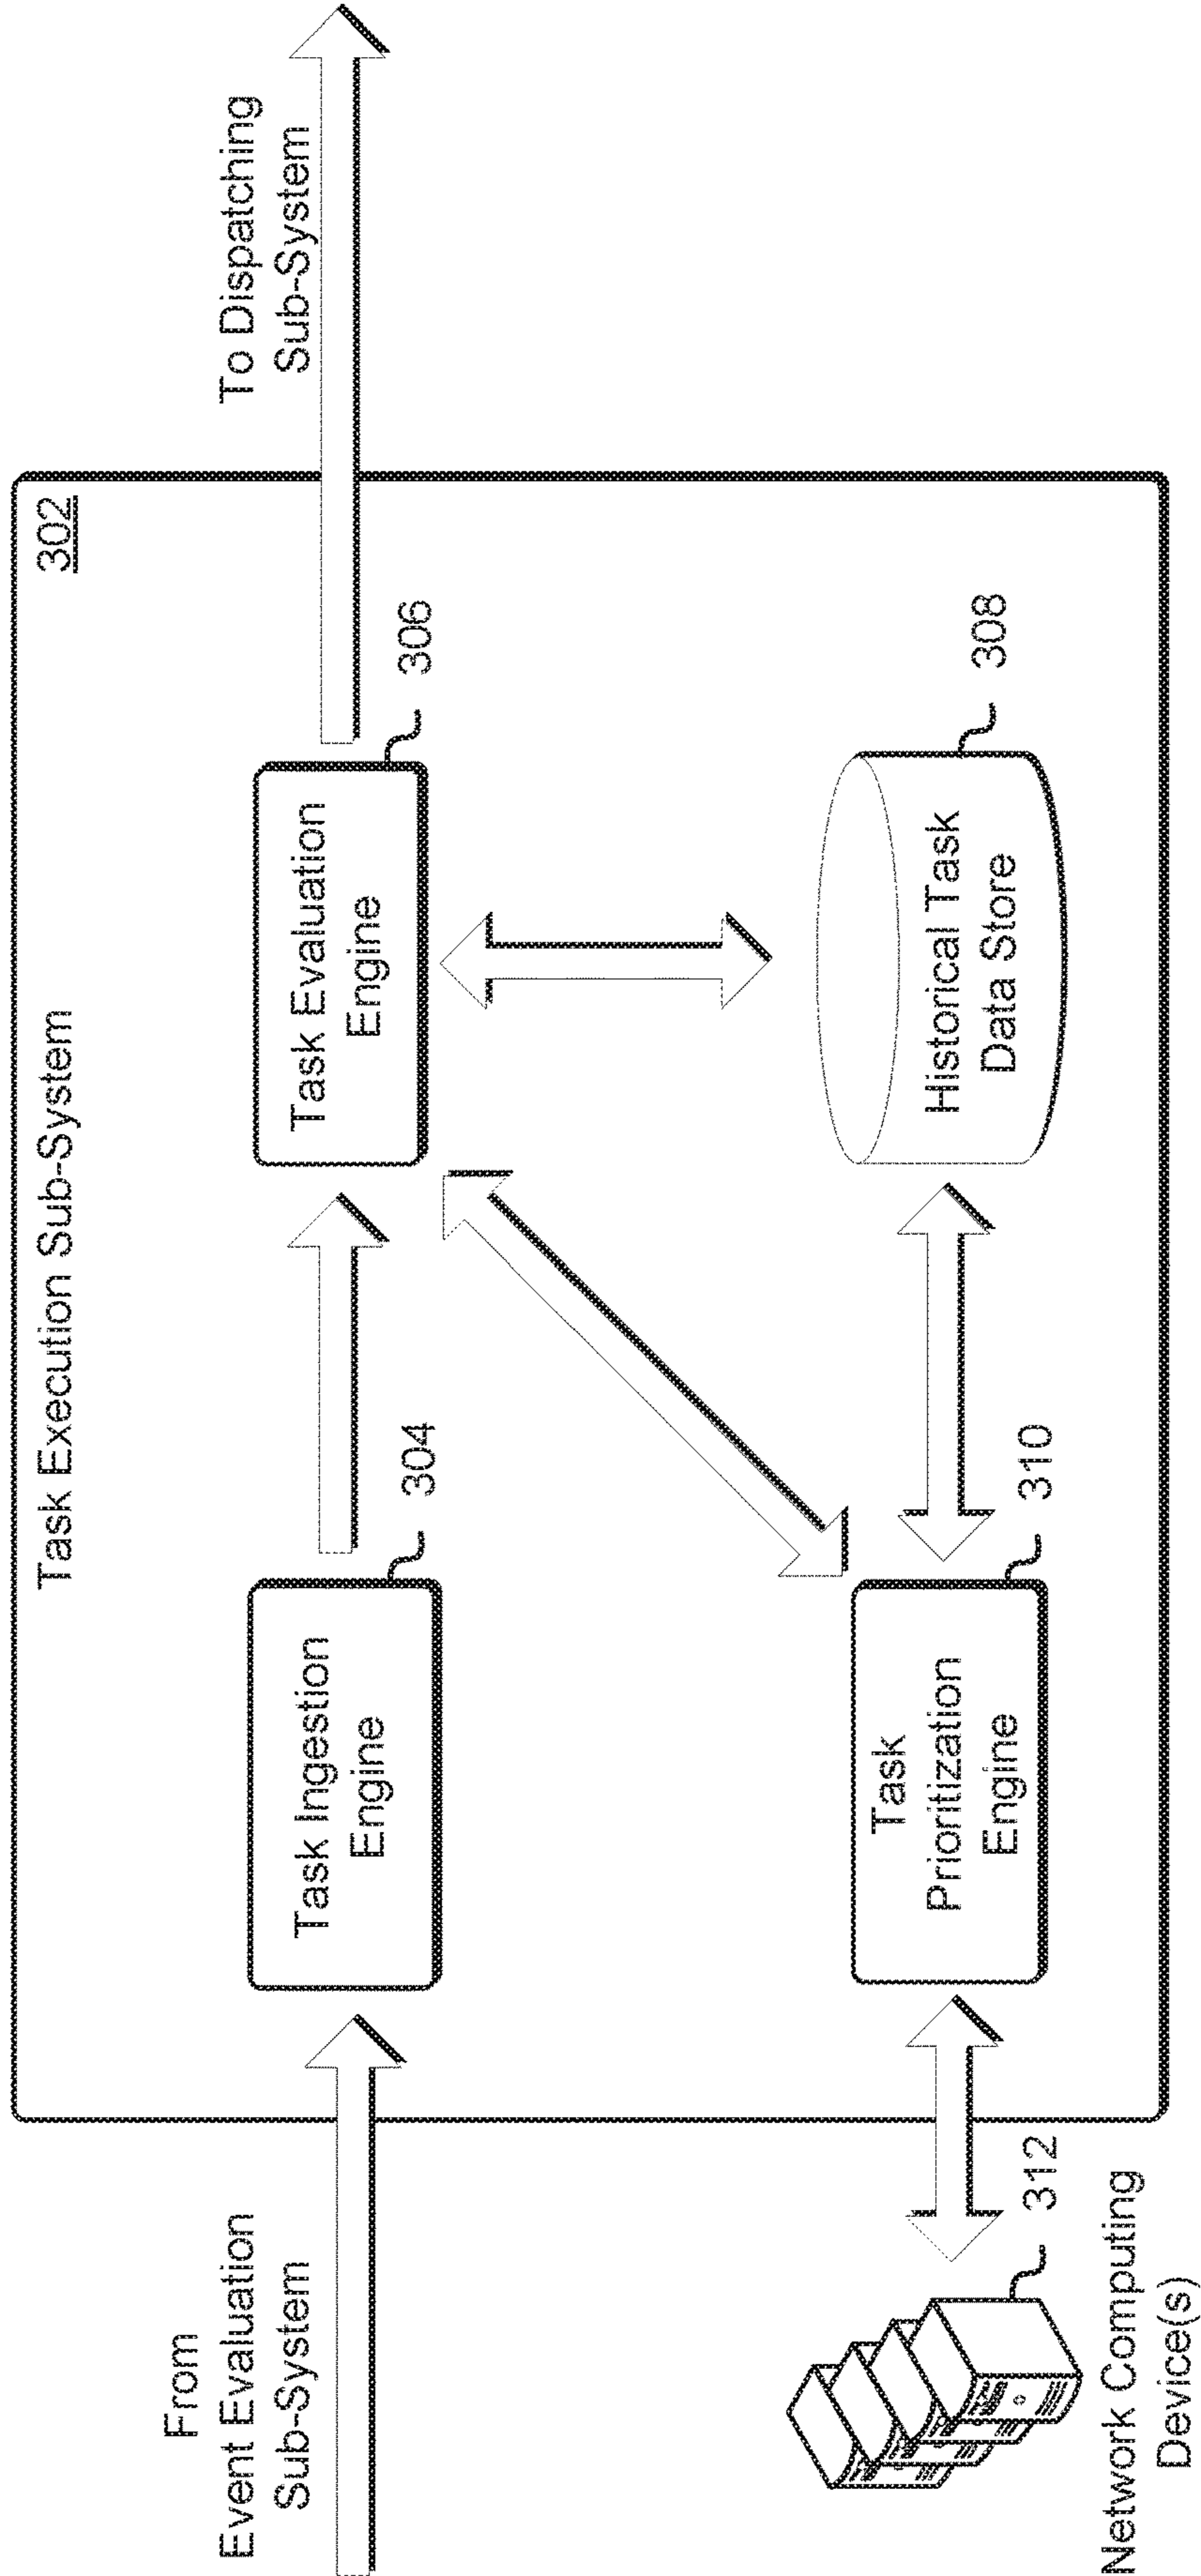 Task Execution Sub-System
302
From
Event Evaluation
Sub-System
Task Ingestion
Engine
304
Task Evaluation
Engine
306
To Dispatching
Sub-System
Network Computing
Device(s)
312
Task
Prioritization
Engine
310
Historical Task
Data Store
308